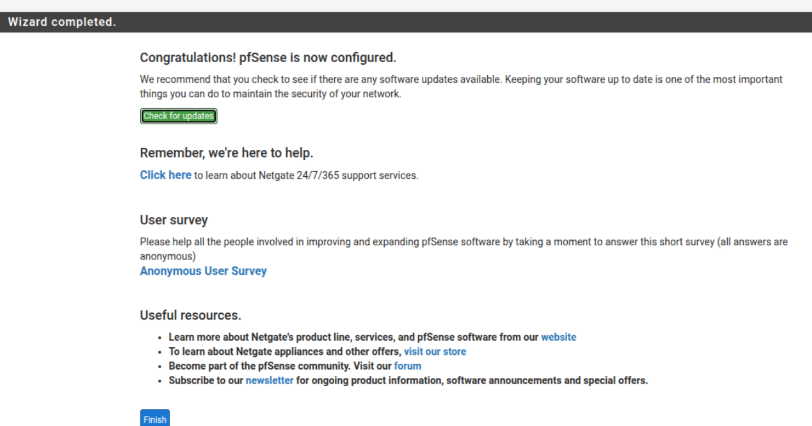 Wizard completed.
Congratulations! pfSense is now configured.
We recommend that you check to see if there are any software updates available. Keeping your software up to date is one of the most important
things you can do to maintain the security of your network.
Check for updates
Remember, we're here to help.
Click here to learn about Netgate 24/7/365 support services.
User survey
Please help all the people involved in improving and expanding pfSense software by taking a moment to answer this short survey (all answers are
anonymous)
Anonymous User Survey
Useful resources.
• Learn more about Netgate's product line, services, and pfSense software from our website
• To learn about Netgate appliances and other offers, visit our store
• Become part of the pfSense community. Visit our forum
• Subscribe to our newsletter for ongoing product information, software announcements and special offers.
Finish